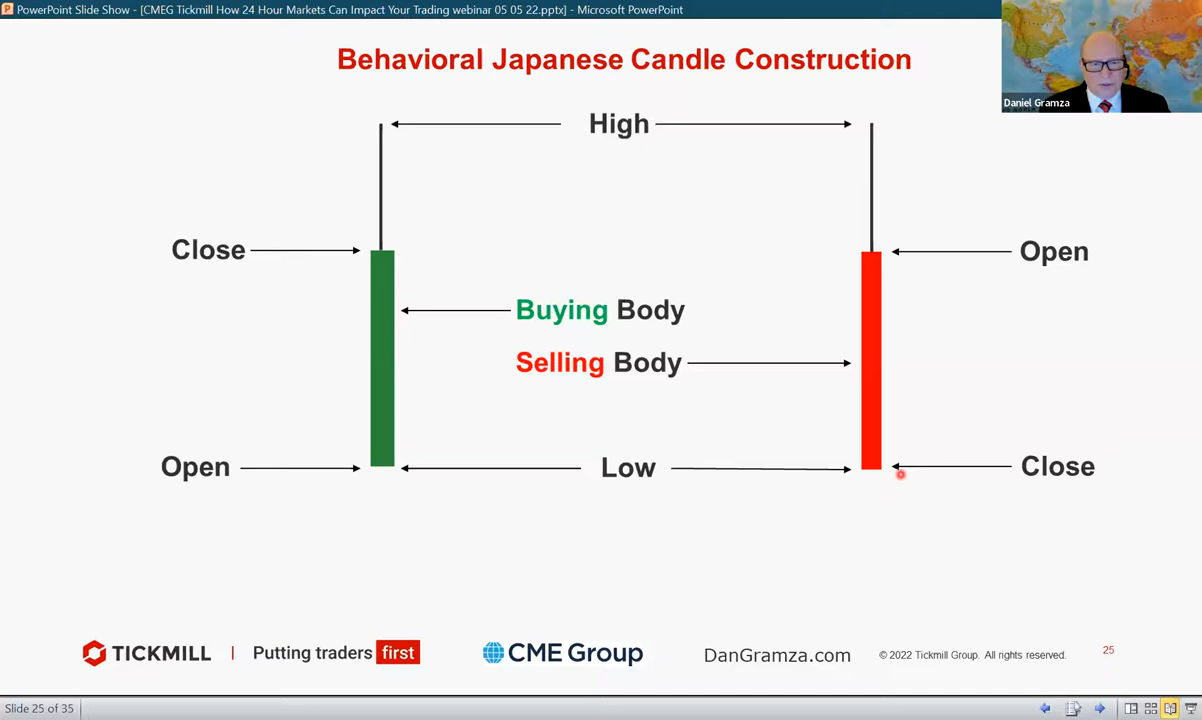 PowerPoint Slide Show - [CMEG Tickmill How 24 Hour Markets Can Impact Your Trading webinar 05 05 22.pptx] - Microsoft PowerPoint
Behavioral Japanese Candle Construction
Daniel Gramza
High
Close
Open
Buying Body
Selling Body
Open
Low
Close
TICKMILL | Putting traders first
CME Group
DanGramza.com
© 2022 Tickmill Group. All rights reserved.
25
Slide 25 of 35